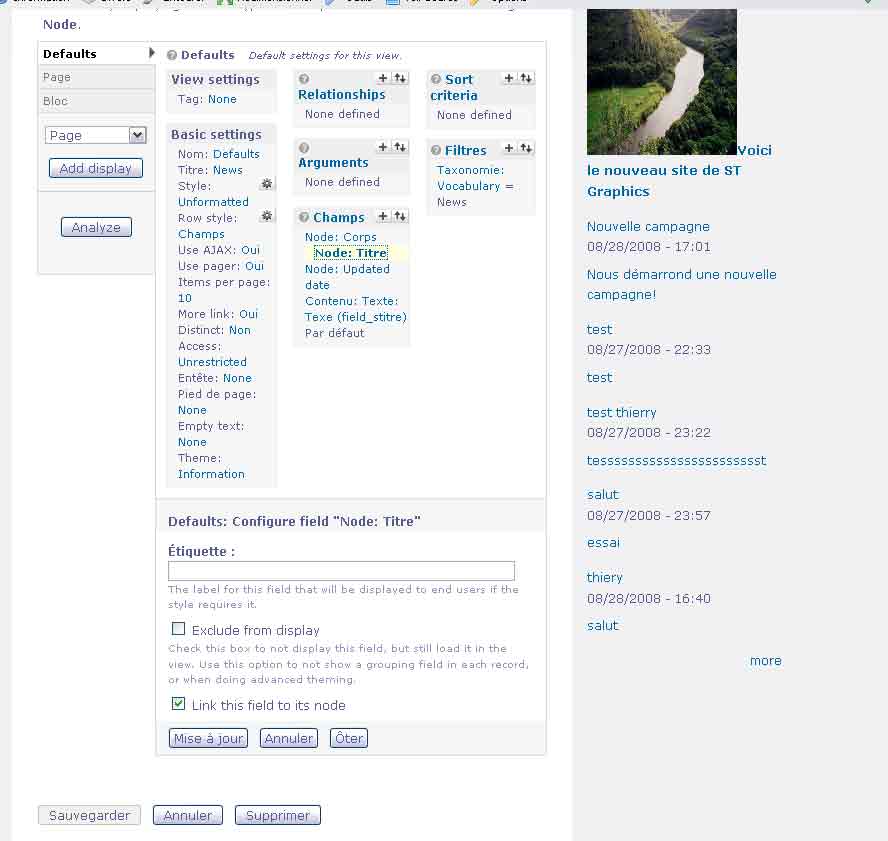 Node.
Defaults
Page
Bloc
Page
Add display
Analyze
Defaults Default settings for this view.
View settings
Tag: None
Basic settings
Nom: Defaults
Titre: News
Style:
Unformatted
Row style:
Champs
Use AJAX: Oui
Use pager: Oui
Items per page:
10
More link: Oui
Distinct: Non
Access:
Unrestricted
Entête: None
Pied de page:
None
Empty text:
None
Theme:
Information
Relationships
None defined
Arguments
None defined
Champs
Node: Corps
Node: Titre
Node: Updated
date
Contenu: Texte:
Texe (field_stitre)
Par défaut
Sort
criteria
None defined
Filtres
Taxonomie:
Vocabulary =
News
Defaults: Configure field "Node: Titre"
Étiquette :
The label for this field that will be displayed to end users if the
style requires it.
Exclude from display
Check this box to not display this field, but still load it in the
view. Use this option to not show a grouping field in each record,
or when doing advanced theming.
Link this field to its node
Mise à jour Annuler Ôter
Sauvegarder Annuler Supprimer
Voici
le nouveau site de ST
Graphics
Nouvelle campagne
08/28/2008 - 17:01
Nous démarrond une nouvelle
campagne!
test
08/27/2008 - 22:33
test
test thierry
08/27/2008 - 23:22
tesssssssssssssssssssssssst
salut
08/27/2008 - 23:57
essai
thiery
08/28/2008 - 16:40
salut
more